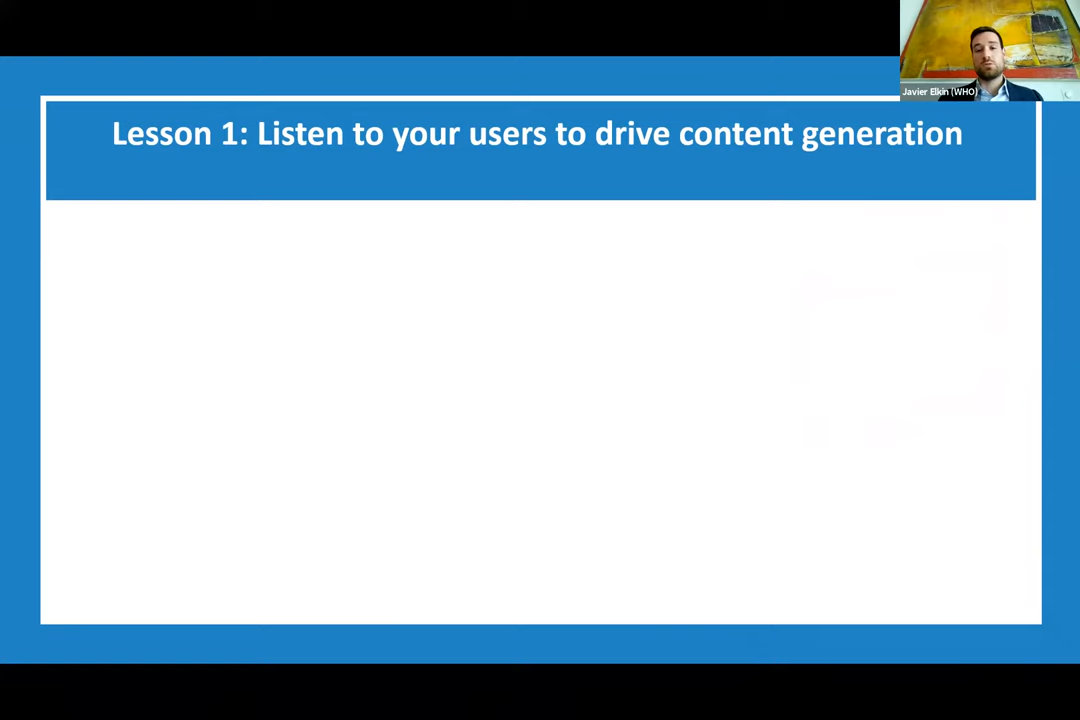 Javier Elkin (WHO)
Lesson 1: Listen to your users to drive content generation